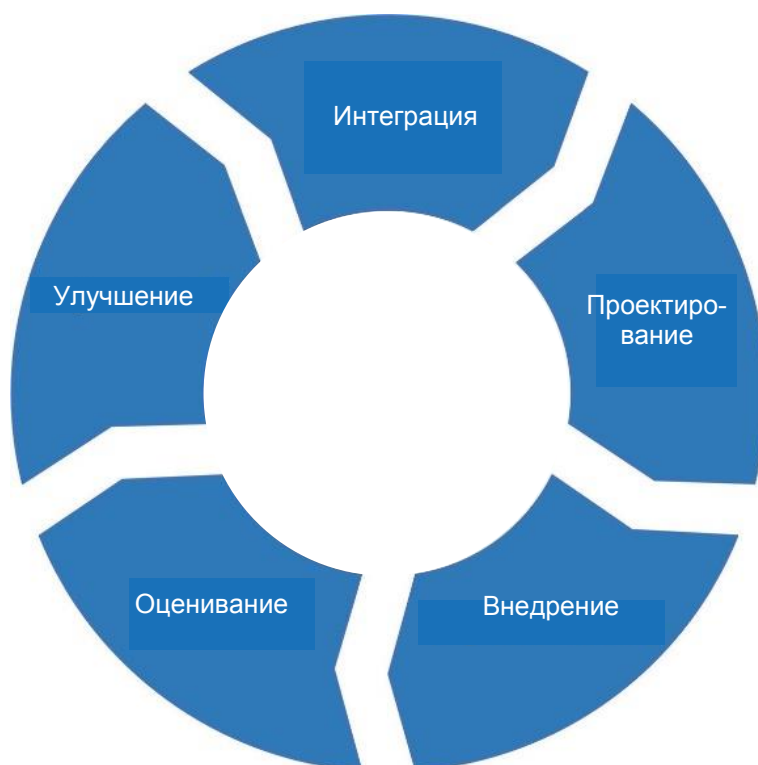 Интеграция
Улучшение
Проектиро-
вание
Оценивание
Внедрение